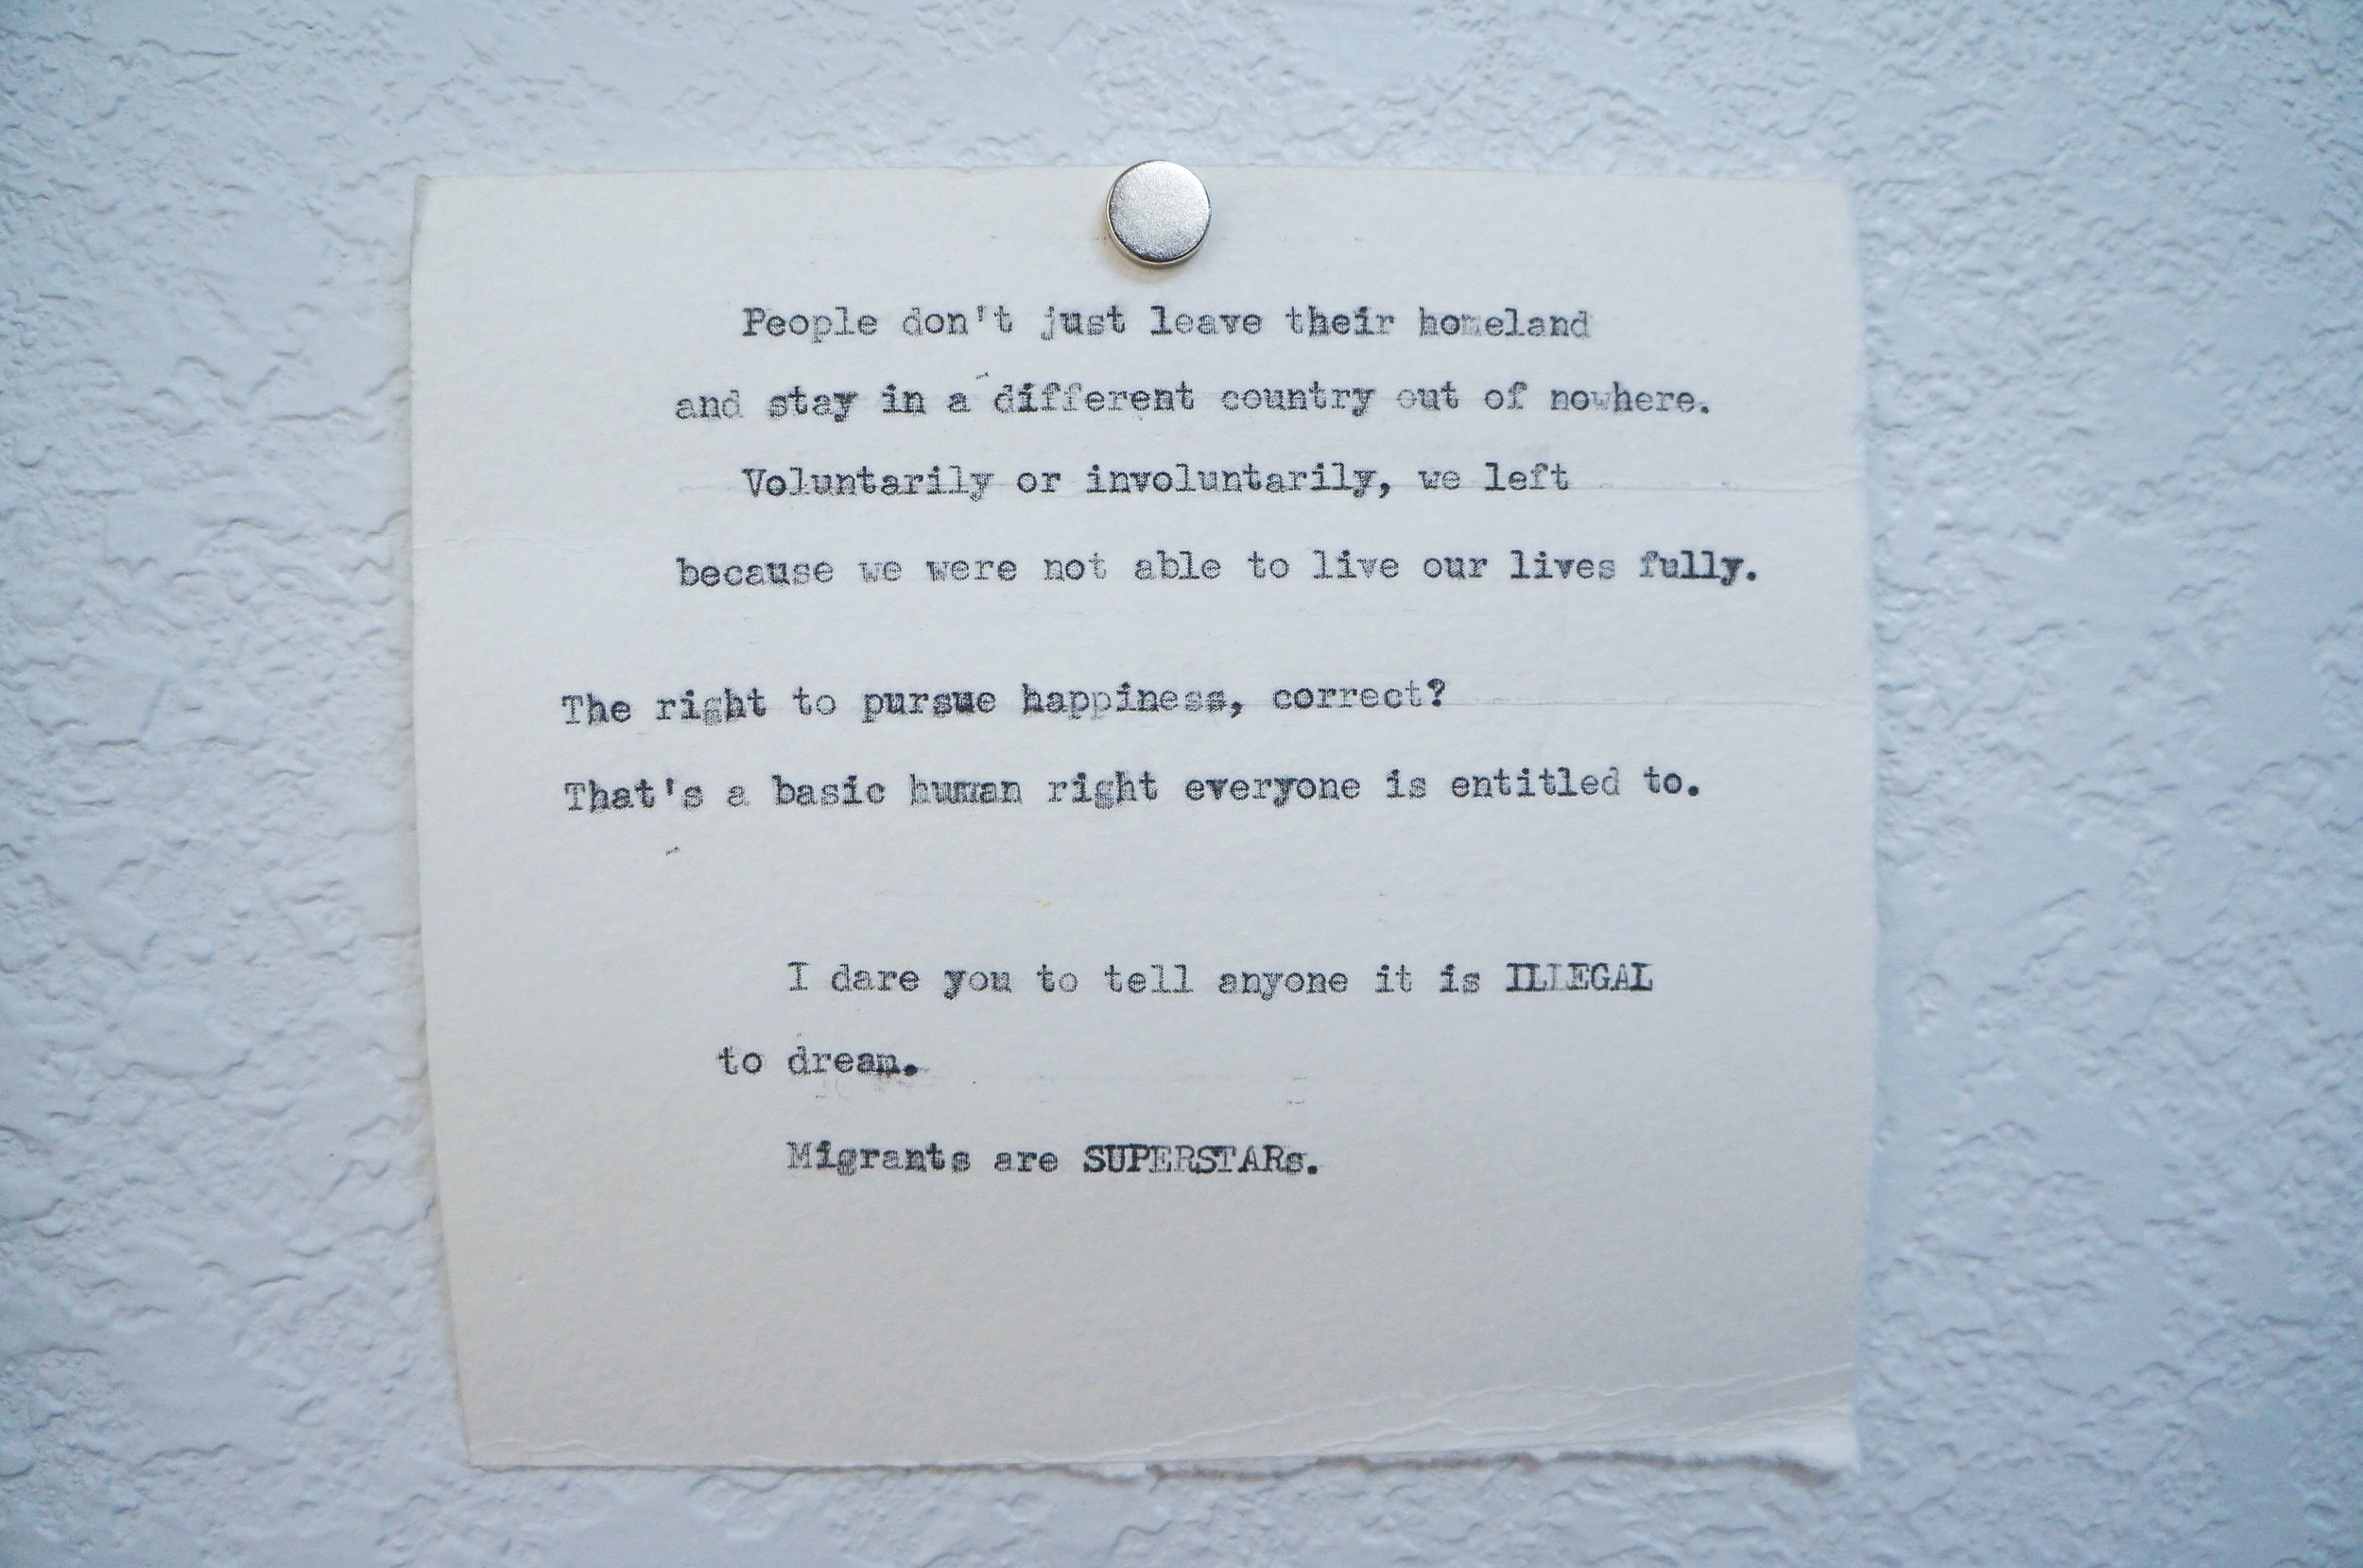 People don't just leave their homeland
and stay in a different country out of nowhere.
Voluntarily or involuntarily, we left
because we were not able to live our lives fully.
The right to pursue happiness, correct?
That's a basic human right everyone is entitled to.
I dare you to tell anyone it is ILLEGAL
to dream.
Migrants are SUPERSTARs.